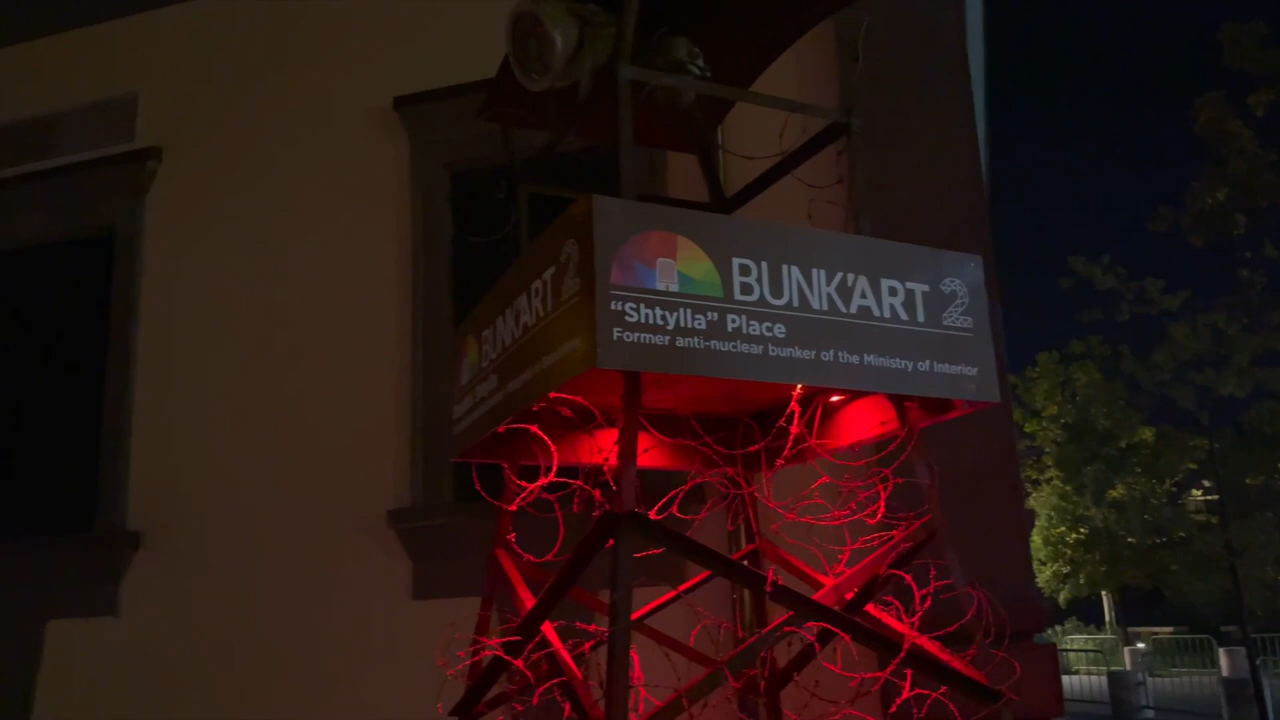 BUNK'ART 2
“Shtylla” Place
Former anti-nuclear bunker of the Ministry of Interior
BUNK'ART 2